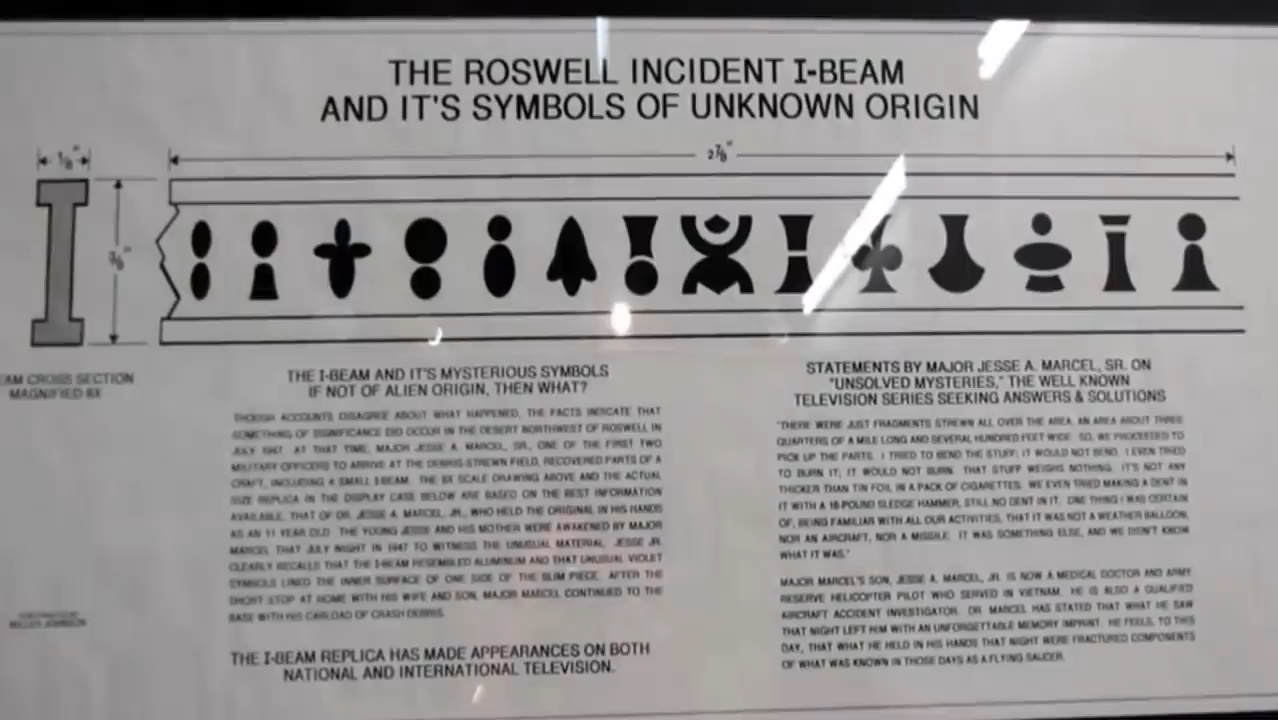 THE ROSWELL INCIDENT I-BEAM
AND IT'S SYMBOLS OF UNKNOWN ORIGIN
1/8"
2 7/8"
3/8"
EAM CROSS SECTION
MAGNIFIED 8X
THE I-BEAM AND IT'S MYSTERIOUS SYMBOLS
IF NOT OF ALIEN ORIGIN, THEN WHAT?
THOUGH ACCOUNTS DISAGREE ABOUT WHAT HAPPENED, THE FACTS INDICATE THAT
SOMETHING OF SIGNIFICANCE DID OCCUR IN THE DESERT NORTHWEST OF ROSWELL IN
JULY 1947. AT THAT TIME, MAJOR JESSE A. MARCEL, SR., ONE OF THE FIRST TWO
MILITARY OFFICERS TO ARRIVE AT THE DEBRIS-STREWN FIELD, RECOVERED PARTS OF A
CRAFT, INCLUDING A SMALL I-BEAM. THE 8X SCALE DRAWING ABOVE AND THE ACTUAL
SIZE REPLICA IN THE DISPLAY CASE BELOW ARE BASED ON THE BEST INFORMATION
AVAILABLE, THAT OF DR. JESSE A. MARCEL, JR., WHO HELD THE ORIGINAL IN HIS HANDS
AS AN 11 YEAR OLD. THE YOUNG JESSE AND HIS MOTHER WERE AWAKENED BY MAJOR
MARCEL THAT JULY NIGHT IN 1947 TO WITNESS THE UNUSUAL MATERIAL. JESSE JR.
CLEARLY RECALLS THAT THE I-BEAM RESEMBLED ALUMINUM AND THAT UNUSUAL VIOLET
SYMBOLS LINED THE INNER SURFACE OF ONE SIDE OF THE SLIM PIECE. AFTER THE
SHORT STOP AT HOME WITH HIS WIFE AND SON, MAJOR MARCEL CONTINUED TO THE
BASE WITH HIS CARLOAD OF CRASH DEBRIS.
THE I-BEAM REPLICA HAS MADE APPEARANCES ON BOTH
NATIONAL AND INTERNATIONAL TELEVISION.
STATEMENTS BY MAJOR JESSE A. MARCEL, SR. ON
"UNSOLVED MYSTERIES," THE WELL KNOWN
TELEVISION SERIES SEEKING ANSWERS & SOLUTIONS
"THERE WERE JUST FRAGMENTS STREWN ALL OVER THE AREA, AN AREA ABOUT THREE
QUARTERS OF A MILE LONG AND SEVERAL HUNDRED FEET WIDE. SO, WE PROCEEDED TO
PICK UP THE PARTS. I TRIED TO BEND THE STUFF; IT WOULD NOT BEND. I EVEN TRIED
TO BURN IT; IT WOULD NOT BURN. THAT STUFF WEIGHS NOTHING. IT'S NOT ANY
THICKER THAN TIN FOIL IN A PACK OF CIGARETTES. WE EVEN TRIED MAKING A DENT IN
IT WITH A 16-POUND SLEDGE HAMMER, STILL NO DENT IN IT. ONE THING I WAS CERTAIN
OF, BEING FAMILIAR WITH ALL OUR ACTIVITIES, THAT IT WAS NOT A WEATHER BALLOON,
NOR AN AIRCRAFT, NOR A MISSILE. IT WAS SOMETHING ELSE, AND WE DIDN'T KNOW
WHAT IT WAS."
MAJOR MARCEL'S SON, JESSE A. MARCEL, JR. IS NOW A MEDICAL DOCTOR AND ARMY
RESERVE HELICOPTER PILOT WHO SERVED IN VIETNAM. HE IS ALSO A QUALIFIED
AIRCRAFT ACCIDENT INVESTIGATOR. DR. MARCEL HAS STATED THAT WHAT HE SAW
THAT NIGHT LEFT HIM WITH AN UNFORGETTABLE MEMORY IMPRINT. HE FEELS, TO THIS
DAY, THAT WHAT HE HELD IN HIS HANDS THAT NIGHT WERE FRACTURED COMPONENTS
OF WHAT WAS KNOWN IN THOSE DAYS AS A FLYING SAUCER.